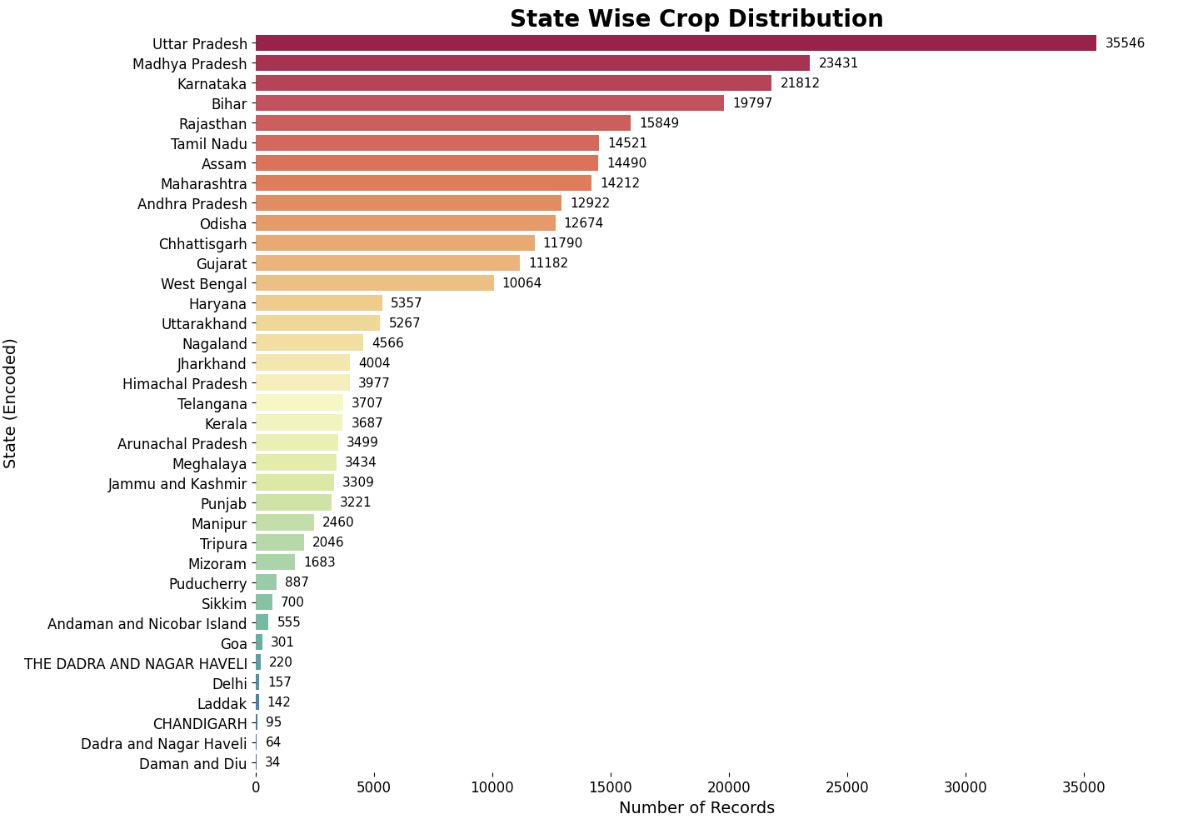 State Wise Crop Distribution
Uttar Pradesh 35546
Madhya Pradesh 23431
Karnataka 21812
Bihar 19797
Rajasthan 15849
Tamil Nadu 14521
Assam 14490
Maharashtra 14212
Andhra Pradesh 12922
Odisha 12674
Chhattisgarh 11790
Gujarat 11182
West Bengal 10064
Haryana 5357
Uttarakhand 5267
Nagaland 4566
Jharkhand 4004
Himachal Pradesh 3977
Telangana 3707
Kerala 3687
Arunachal Pradesh 3499
Meghalaya 3434
Jammu and Kashmir 3309
Punjab 3221
Manipur 2460
Tripura 2046
Mizoram 1683
Puducherry 887
Sikkim 700
Andaman and Nicobar Island 555
Goa 301
THE DADRA AND NAGAR HAVELI 220
Delhi 157
Laddak 142
CHANDIGARH 95
Dadra and Nagar Haveli 64
Daman and Diu 34
0 5000 10000 15000 20000 25000 30000 35000
Number of Records
State (Encoded)